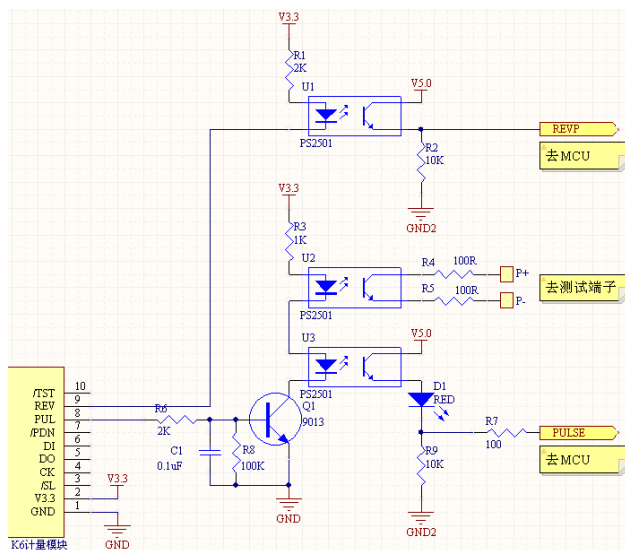 V3.3
R1
2K
U1
V5.0
PS2501
REVP
去MCU
R2
10K
GND2
V3.3
R3
1K
U2
R4
100R
P+
R5
100R
P-
去测试端子
PS2501
U3
V5.0
PS2501
D1
RED
/TST 10
REV 9
PUL 8
/PDN 7
DI 6
DO 5
CK 4
/SL 3
V3.3 2
GND 1
K6计量模块
R6
2K
C1
0.1uF
R8
100K
Q1
9013
R7
100
PULSE
去MCU
R9
10K
V3.3
GND
GND
GND2